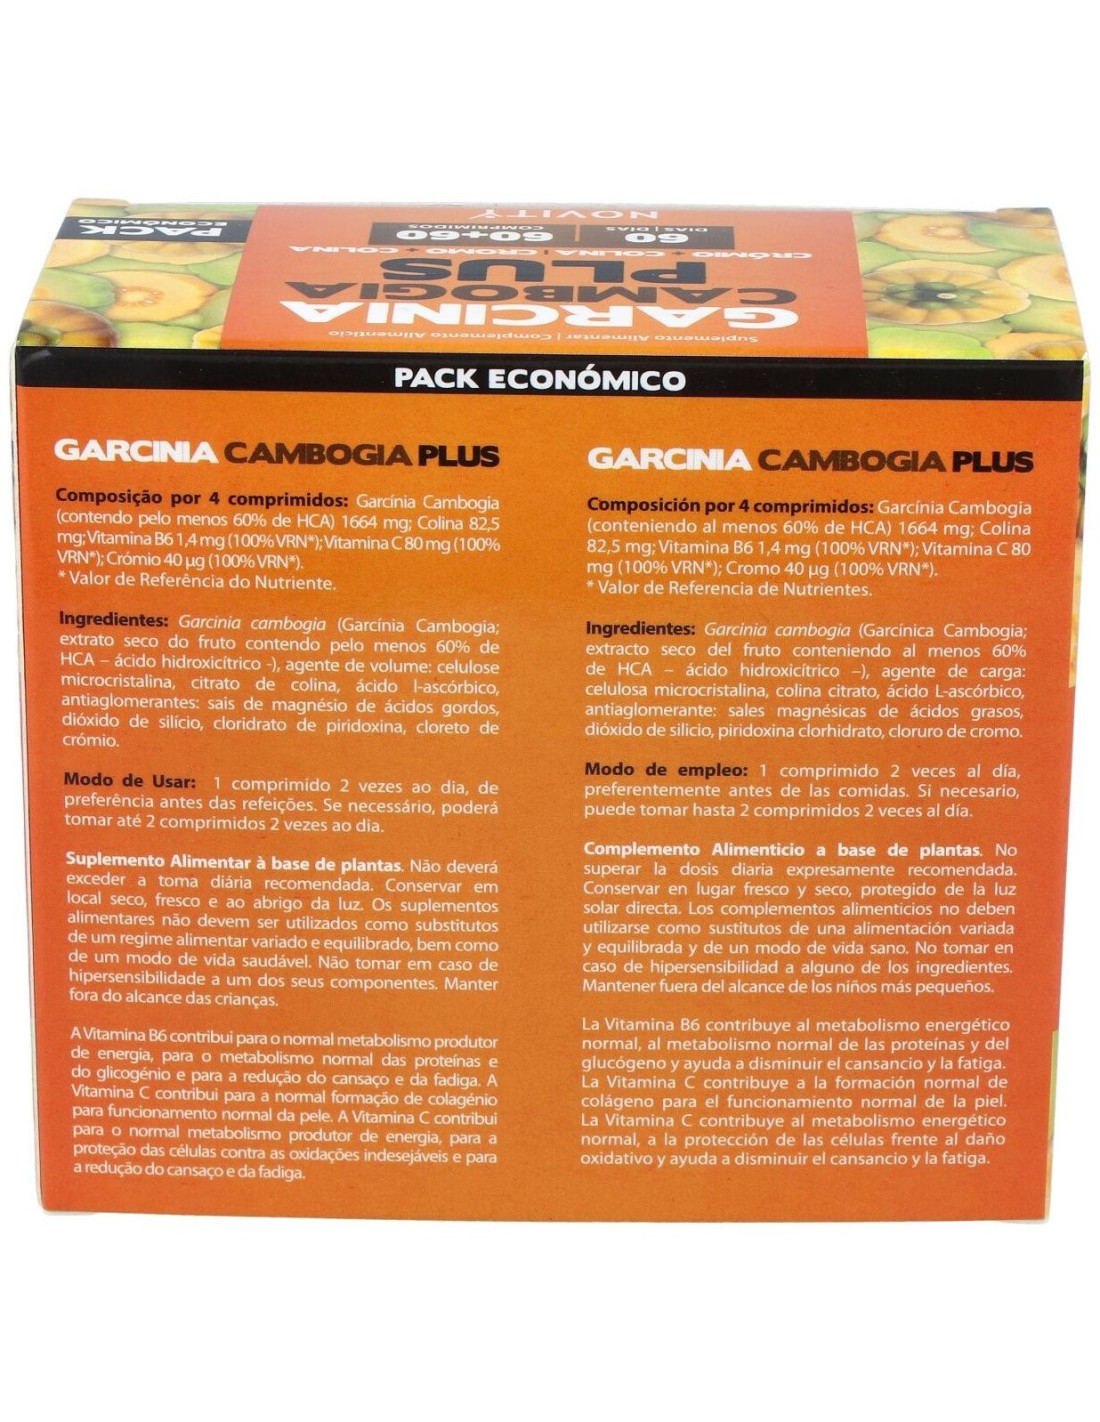 PACK
ECONÓMICO
Suplemento Alimentar | Complemento Alimenticio
GARCINIA
CAMBOGIA
PLUS
CRÓMIO + COLINA | CROMO + COLINA
60
DIAS | DÍAS
60+60
COMPRIMIDOS
NOVITY
PACK ECONÓMICO
GARCINIA CAMBOGIA PLUS
Composição por 4 comprimidos: Garcínia Cambogia
(contendo pelo menos 60% de HCA) 1664 mg; Colina 82,5
mg; Vitamina B6 1,4 mg (100% VRN*); Vitamina C 80 mg (100%
VRN*); Crómio 40 µg (100% VRN*).
* Valor de Referência do Nutriente.
Ingredientes: Garcinia cambogia (Garcínia Cambogia;
extrato seco do fruto contendo pelo menos 60% de
HCA – ácido hidroxicítrico -), agente de volume: celulose
microcristalina, citrato de colina, ácido l-ascórbico,
antiaglomerantes: sais de magnésio de ácidos gordos,
dióxido de silício, cloridrato de piridoxina, cloreto de
crómio.
Modo de Usar: 1 comprimido 2 vezes ao dia, de
preferência antes das refeições. Se necessário, poderá
tomar até 2 comprimidos 2 vezes ao dia.
Suplemento Alimentar à base de plantas. Não deverá
exceder a toma diária recomendada. Conservar em
local seco, fresco e ao abrigo da luz. Os suplementos
alimentares não devem ser utilizados como substitutos
de um regime alimentar variado e equilibrado, bem como
de um modo de vida saudável. Não tomar em caso de
hipersensibilidade a um dos seus componentes. Manter
fora do alcance das crianças.
A Vitamina B6 contribui para o normal metabolismo produtor
de energia, para o metabolismo normal das proteínas e
do glicogénio e para a redução do cansaço e da fadiga. A
Vitamina C contribui para a normal formação de colagénio
para funcionamento normal da pele. A Vitamina C contribui
para o normal metabolismo produtor de energia, para a
proteção das células contra as oxidações indesejáveis e para
a redução do cansaço e da fadiga.
GARCINIA CAMBOGIA PLUS
Composición por 4 comprimidos: Garcínia Cambogia
(conteniendo al menos 60% de HCA) 1664 mg; Colina
82,5 mg; Vitamina B6 1,4 mg (100% VRN*); Vitamina C 80
mg (100% VRN*); Cromo 40 µg (100% VRN*).
* Valor de Referencia de Nutrientes.
Ingredientes: Garcinia cambogia (Garcínica Cambogia;
extracto seco del fruto conteniendo al menos 60%
de HCA – ácido hidroxicítrico –), agente de carga:
celulosa microcristalina, colina citrato, ácido L-ascórbico,
antiaglomerante: sales magnésicas de ácidos grasos,
dióxido de silicio, piridoxina clorhidrato, cloruro de cromo.
Modo de empleo: 1 comprimido 2 veces al día,
preferentemente antes de las comidas. Si necesario,
puede tomar hasta 2 comprimidos 2 veces al día.
Complemento Alimenticio a base de plantas. No
superar la dosis diaria expresamente recomendada.
Conservar en lugar fresco y seco, protegido de la luz
solar directa. Los complementos alimenticios no deben
utilizarse como sustitutos de una alimentación variada
y equilibrada y de un modo de vida sano. No tomar en
caso de hipersensibilidad a alguno de los ingredientes.
Mantener fuera del alcance de los niños más pequeños.
La Vitamina B6 contribuye al metabolismo energético
normal, al metabolismo normal de las proteínas y del
glucógeno y ayuda a disminuir el cansancio y la fatiga.
La Vitamina C contribuye a la formación normal de
colágeno para el funcionamiento normal de la piel.
La Vitamina C contribuye al metabolismo energético
normal, a la protección de las células frente al daño
oxidativo y ayuda a disminuir el cansancio y la fatiga.